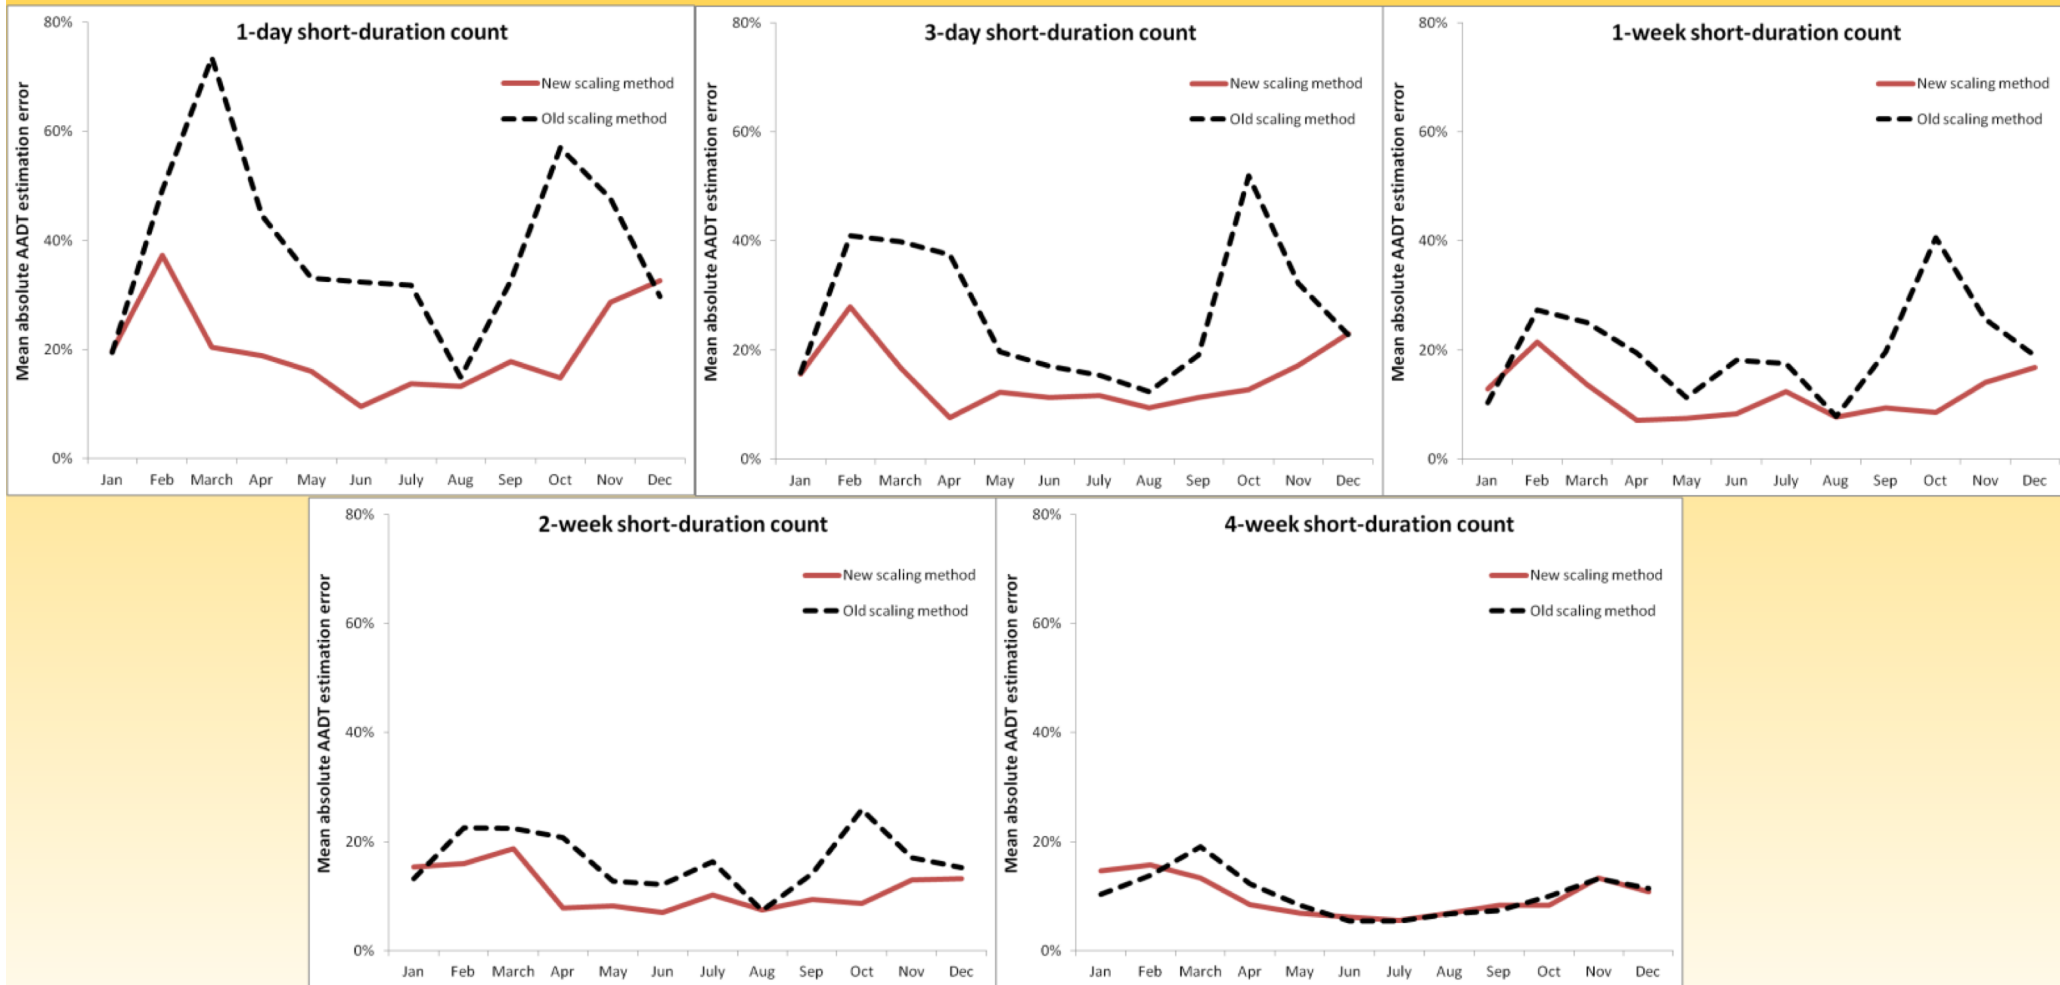 1-day short-duration count
Mean absolute AADT estimation error
80%
60%
40%
20%
0%
New scaling method
Old scaling method
Jan Feb March Apr May Jun July Aug Sep Oct Nov Dec
3-day short-duration count
Mean absolute AADT estimation error
80%
60%
40%
20%
0%
New scaling method
Old scaling method
Jan Feb March Apr May Jun July Aug Sep Oct Nov Dec
1-week short-duration count
Mean absolute AADT estimation error
80%
60%
40%
20%
0%
New scaling method
Old scaling method
Jan Feb March Apr May Jun July Aug Sep Oct Nov Dec
2-week short-duration count
Mean absolute AADT estimation error
80%
60%
40%
20%
0%
New scaling method
Old scaling method
Jan Feb March Apr May Jun July Aug Sep Oct Nov Dec
4-week short-duration count
Mean absolute AADT estimation error
80%
60%
40%
20%
0%
New scaling method
Old scaling method
Jan Feb March Apr May Jun July Aug Sep Oct Nov Dec